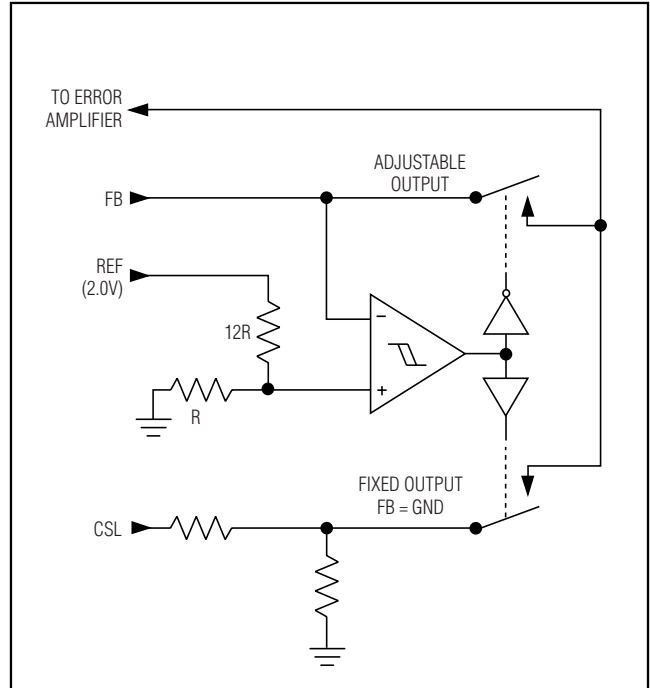 TO ERROR
AMPLIFIER
ADJUSTABLE
OUTPUT
FB
REF
(2.0V)
12R
−
+
R
FIXED OUTPUT
FB = GND
CSL